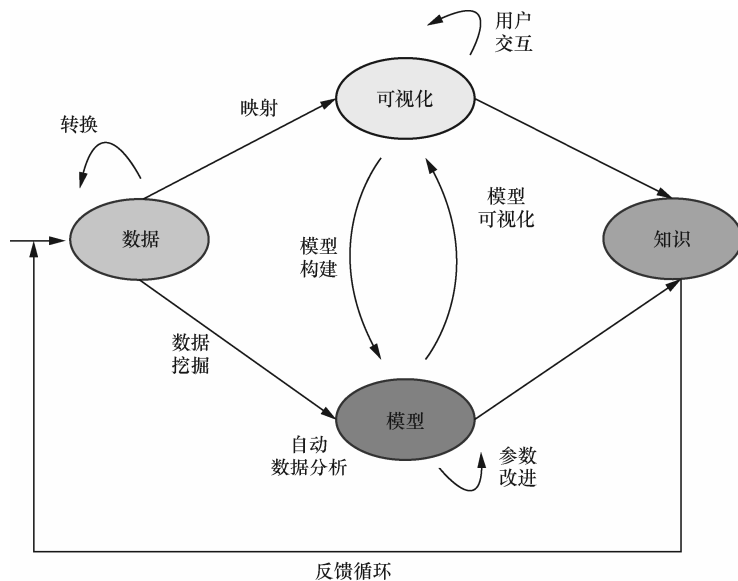 用户
交互
可视化
映射
转换
模型
可视化
数据
知识
模型
构建
数据
挖掘
模型
自动
数据分析
参数
改进
反馈循环